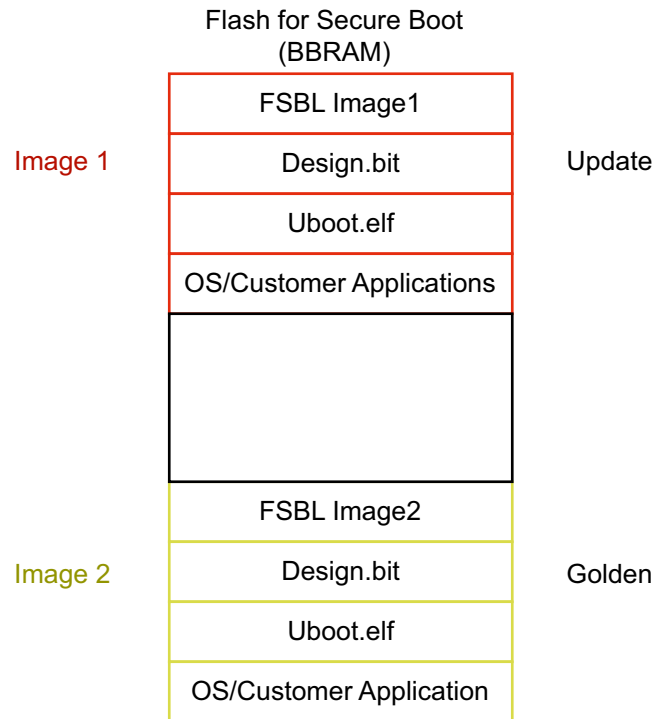 Flash for Secure Boot
(BBRAM)
FSBL Image1
Image 1
Design.bit
Update
Uboot.elf
OS/Customer Applications
FSBL Image2
Image 2
Design.bit
Golden
Uboot.elf
OS/Customer Application